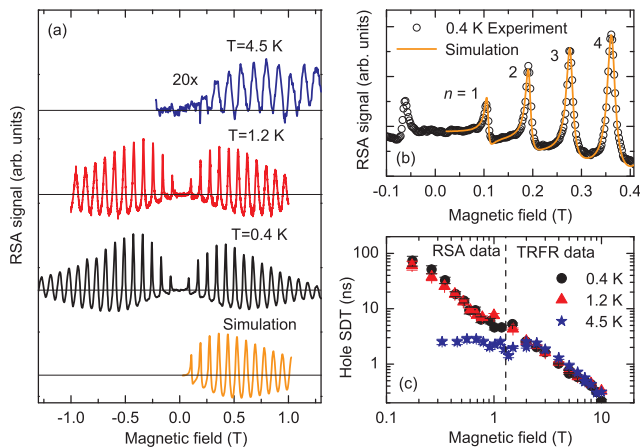 (a)
T=4.5 K
20x
T=1.2 K
T=0.4 K
Simulation
RSA signal (arb. units)
-1.0 -0.5 0.0 0.5 1.0
Magnetic field (T)
0.4 K Experiment
Simulation
n = 1
2
3
4
(b)
RSA signal (arb. units)
-0.1 0.0 0.1 0.2 0.3 0.4
Magnetic field (T)
RSA data
TRFR data
0.4 K
1.2 K
4.5 K
(c)
Hole SDT (ns)
100
10
1
0.1 1 10
Magnetic field (T)